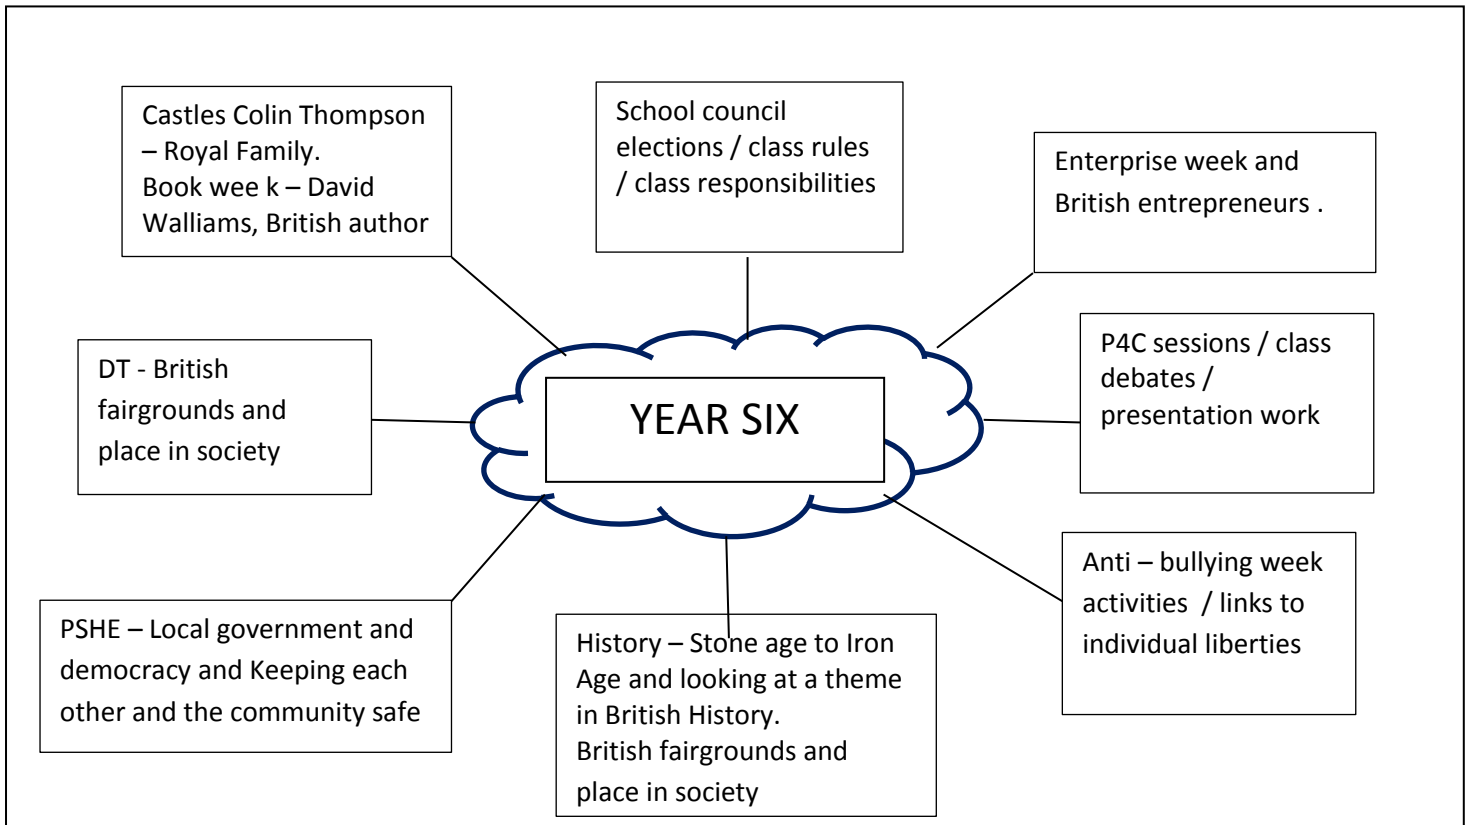 Castles Colin Thompson
– Royal Family.
Book wee k – David
Walliams, British author
School council
elections / class rules
/ class responsibilities
Enterprise week and
British entrepreneurs .
DT - British
fairgrounds and
place in society
YEAR SIX
P4C sessions / class
debates /
presentation work
PSHE – Local government and
democracy and Keeping each
other and the community safe
History – Stone age to Iron
Age and looking at a theme
in British History.
British fairgrounds and
place in society
Anti – bullying week
activities  / links to
individual liberties